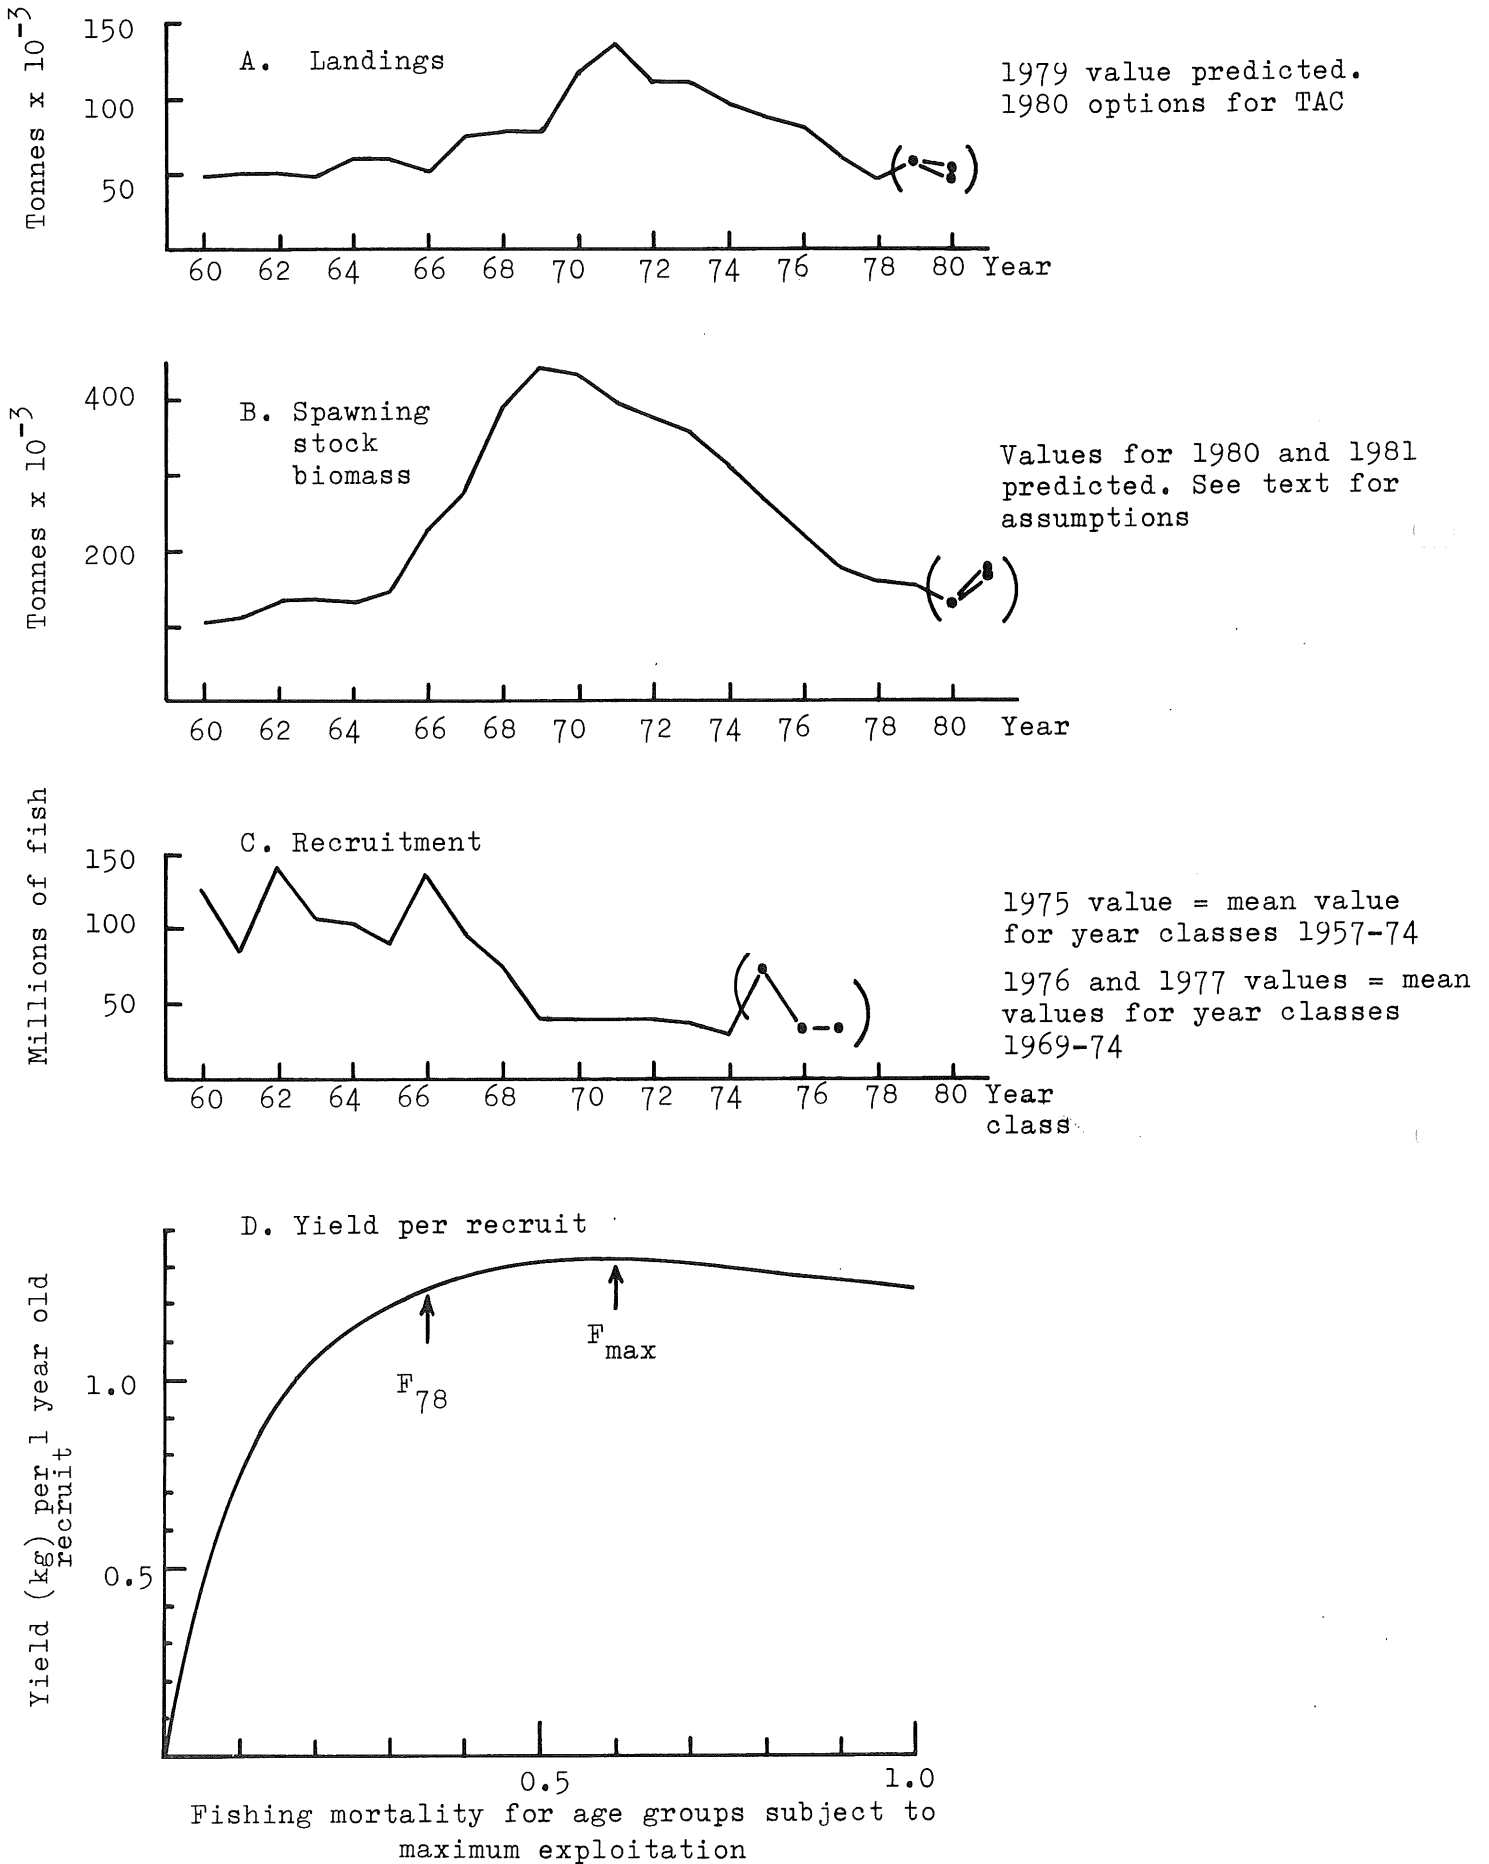 Tonnes x 10-3
150
100
50
A. Landings
1979 value predicted.
1980 options for TAC
60 62 64 66 68 70 72 74 76 78 80 Year
Tonnes x 10-3
400
200
B. Spawning
stock
biomass
Values for 1980 and 1981
predicted. See text for
assumptions
60 62 64 66 68 70 72 74 76 78 80 Year
Millions of fish
150
100
50
C. Recruitment
1975 value = mean value
for year classes 1957-74
1976 and 1977 values = mean
values for year classes
1969-74
60 62 64 66 68 70 72 74 76 78 80 Year
class
D. Yield per recruit
Yield (kg) per 1 year old
recruit
1.0
0.5
F78
Fmax
0.5 1.0
Fishing mortality for age groups subject to
maximum exploitation